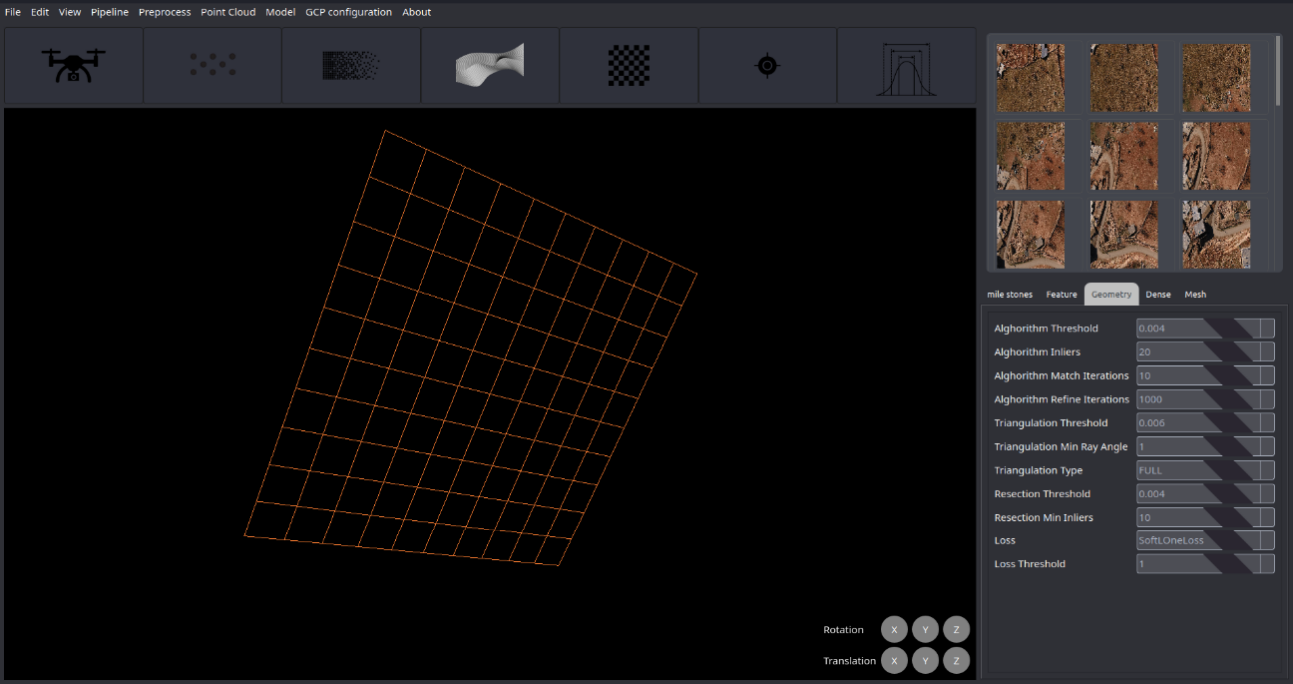 File Edit View Pipeline Preprocess Point Cloud Model GCP configuration About
mile stones Feature Geometry Dense Mesh
Alghorithm Threshold 0.004
Alghorithm Inliers 20
Alghorithm Match Iterations 10
Alghorithm Refine Iterations 1000
Triangulation Threshold 0.006
Triangulation Min Ray Angle 1
Triangulation Type FULL
Resection Threshold 0.004
Resection Min Inliers 10
Loss SoftLOneLoss
Loss Threshold 1
Rotation X Y Z
Translation X Y Z